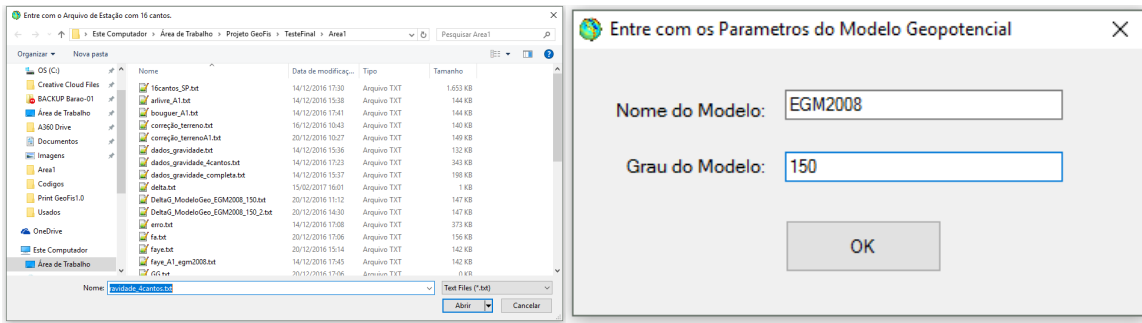 Entre com o Arquivo de Estação com 16 cantos.
Este Computador › Área de Trabalho › Projeto GeoFis › TesteFinal › Area1
Pesquisar Area1
Organizar
Nova pasta
OS (C:)
Creative Cloud Files
BACKUP Barao-01
Área de Trabalho
A360 Drive
Documentos
Imagens
Area1
Codigos
Print GeoFis1.0
Usados
OneDrive
Este Computador
Área de Trabalho
Nome Data de modificaç... Tipo Tamanho
16cantos_SP.txt 14/12/2016 17:30 Arquivo TXT 1.653 KB
arlivre_A1.txt 14/12/2016 15:38 Arquivo TXT 144 KB
bouguer_A1.txt 14/12/2016 17:41 Arquivo TXT 144 KB
correção_terreno.txt 16/12/2016 10:43 Arquivo TXT 140 KB
correção_terrenoA1.txt 20/12/2016 10:27 Arquivo TXT 149 KB
dados_gravidade.txt 14/12/2016 15:36 Arquivo TXT 132 KB
dados_gravidade_4cantos.txt 14/12/2016 17:23 Arquivo TXT 343 KB
dados_gravidade_completa.txt 14/12/2016 15:37 Arquivo TXT 198 KB
delta.txt 15/02/2017 16:01 Arquivo TXT 1 KB
DeltaG_ModeloGeo_EGM2008_150.txt 20/12/2016 11:12 Arquivo TXT 147 KB
DeltaG_ModeloGeo_EGM2008_150_2.txt 20/12/2016 14:30 Arquivo TXT 147 KB
erro.txt 14/12/2016 17:08 Arquivo TXT 373 KB
fa.txt 20/12/2016 17:06 Arquivo TXT 156 KB
faye.txt 20/12/2016 15:14 Arquivo TXT 142 KB
faye_A1_egm2008.txt 14/12/2016 17:45 Arquivo TXT 142 KB
GG.txt 20/12/2016 17:06 Arquivo TXT 0 KB
Nome: ravidade_4cantos.txt Text Files (*.txt)
Abrir Cancelar
Entre com os Parametros do Modelo Geopotencial
Nome do Modelo: EGM2008
Grau do Modelo: 150
OK